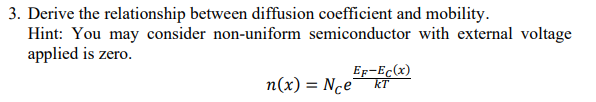 3. Derive the relationship between diffusion coefficient and mobility.
Hint: You may consider non-uniform semiconductor with external voltage
applied is zero.
n(x) = N_C e^{\frac{E_F−E_C(x)}{kT}}